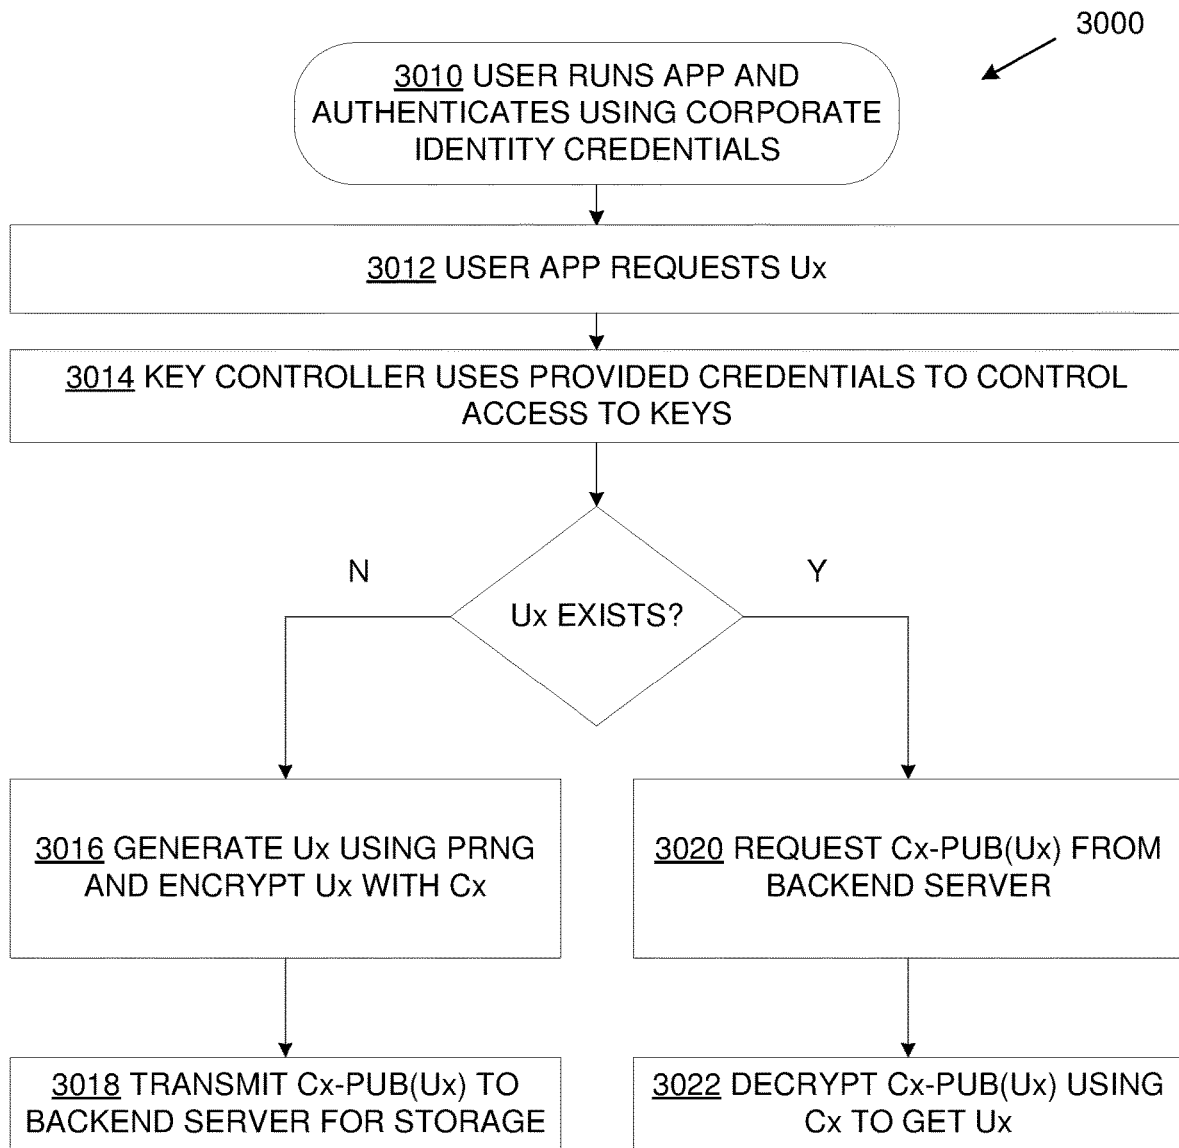 3000
3010 USER RUNS APP AND
AUTHENTICATES USING CORPORATE
IDENTITY CREDENTIALS
3012 USER APP REQUESTS Ux
3014 KEY CONTROLLER USES PROVIDED CREDENTIALS TO CONTROL
ACCESS TO KEYS
N
Y
Ux EXISTS?
3016 GENERATE Ux USING PRNG
AND ENCRYPT Ux WITH Cx
3020 REQUEST Cx-PUB(Ux) FROM
BACKEND SERVER
3018 TRANSMIT Cx-PUB(Ux) TO
BACKEND SERVER FOR STORAGE
3022 DECRYPT Cx-PUB(Ux) USING
Cx TO GET Ux